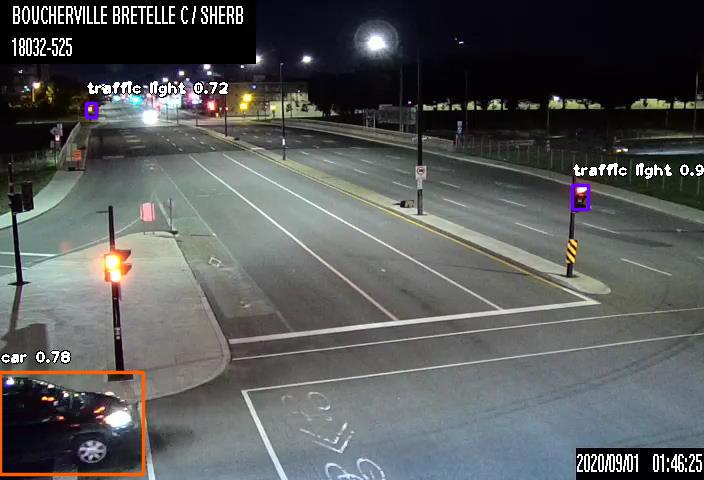 BOUCHERVILLE BRETELLE C / SHERB
18032-525
traffic light 0.72
traffic light 0.9
car 0.78
2020/09/01 01:46:25